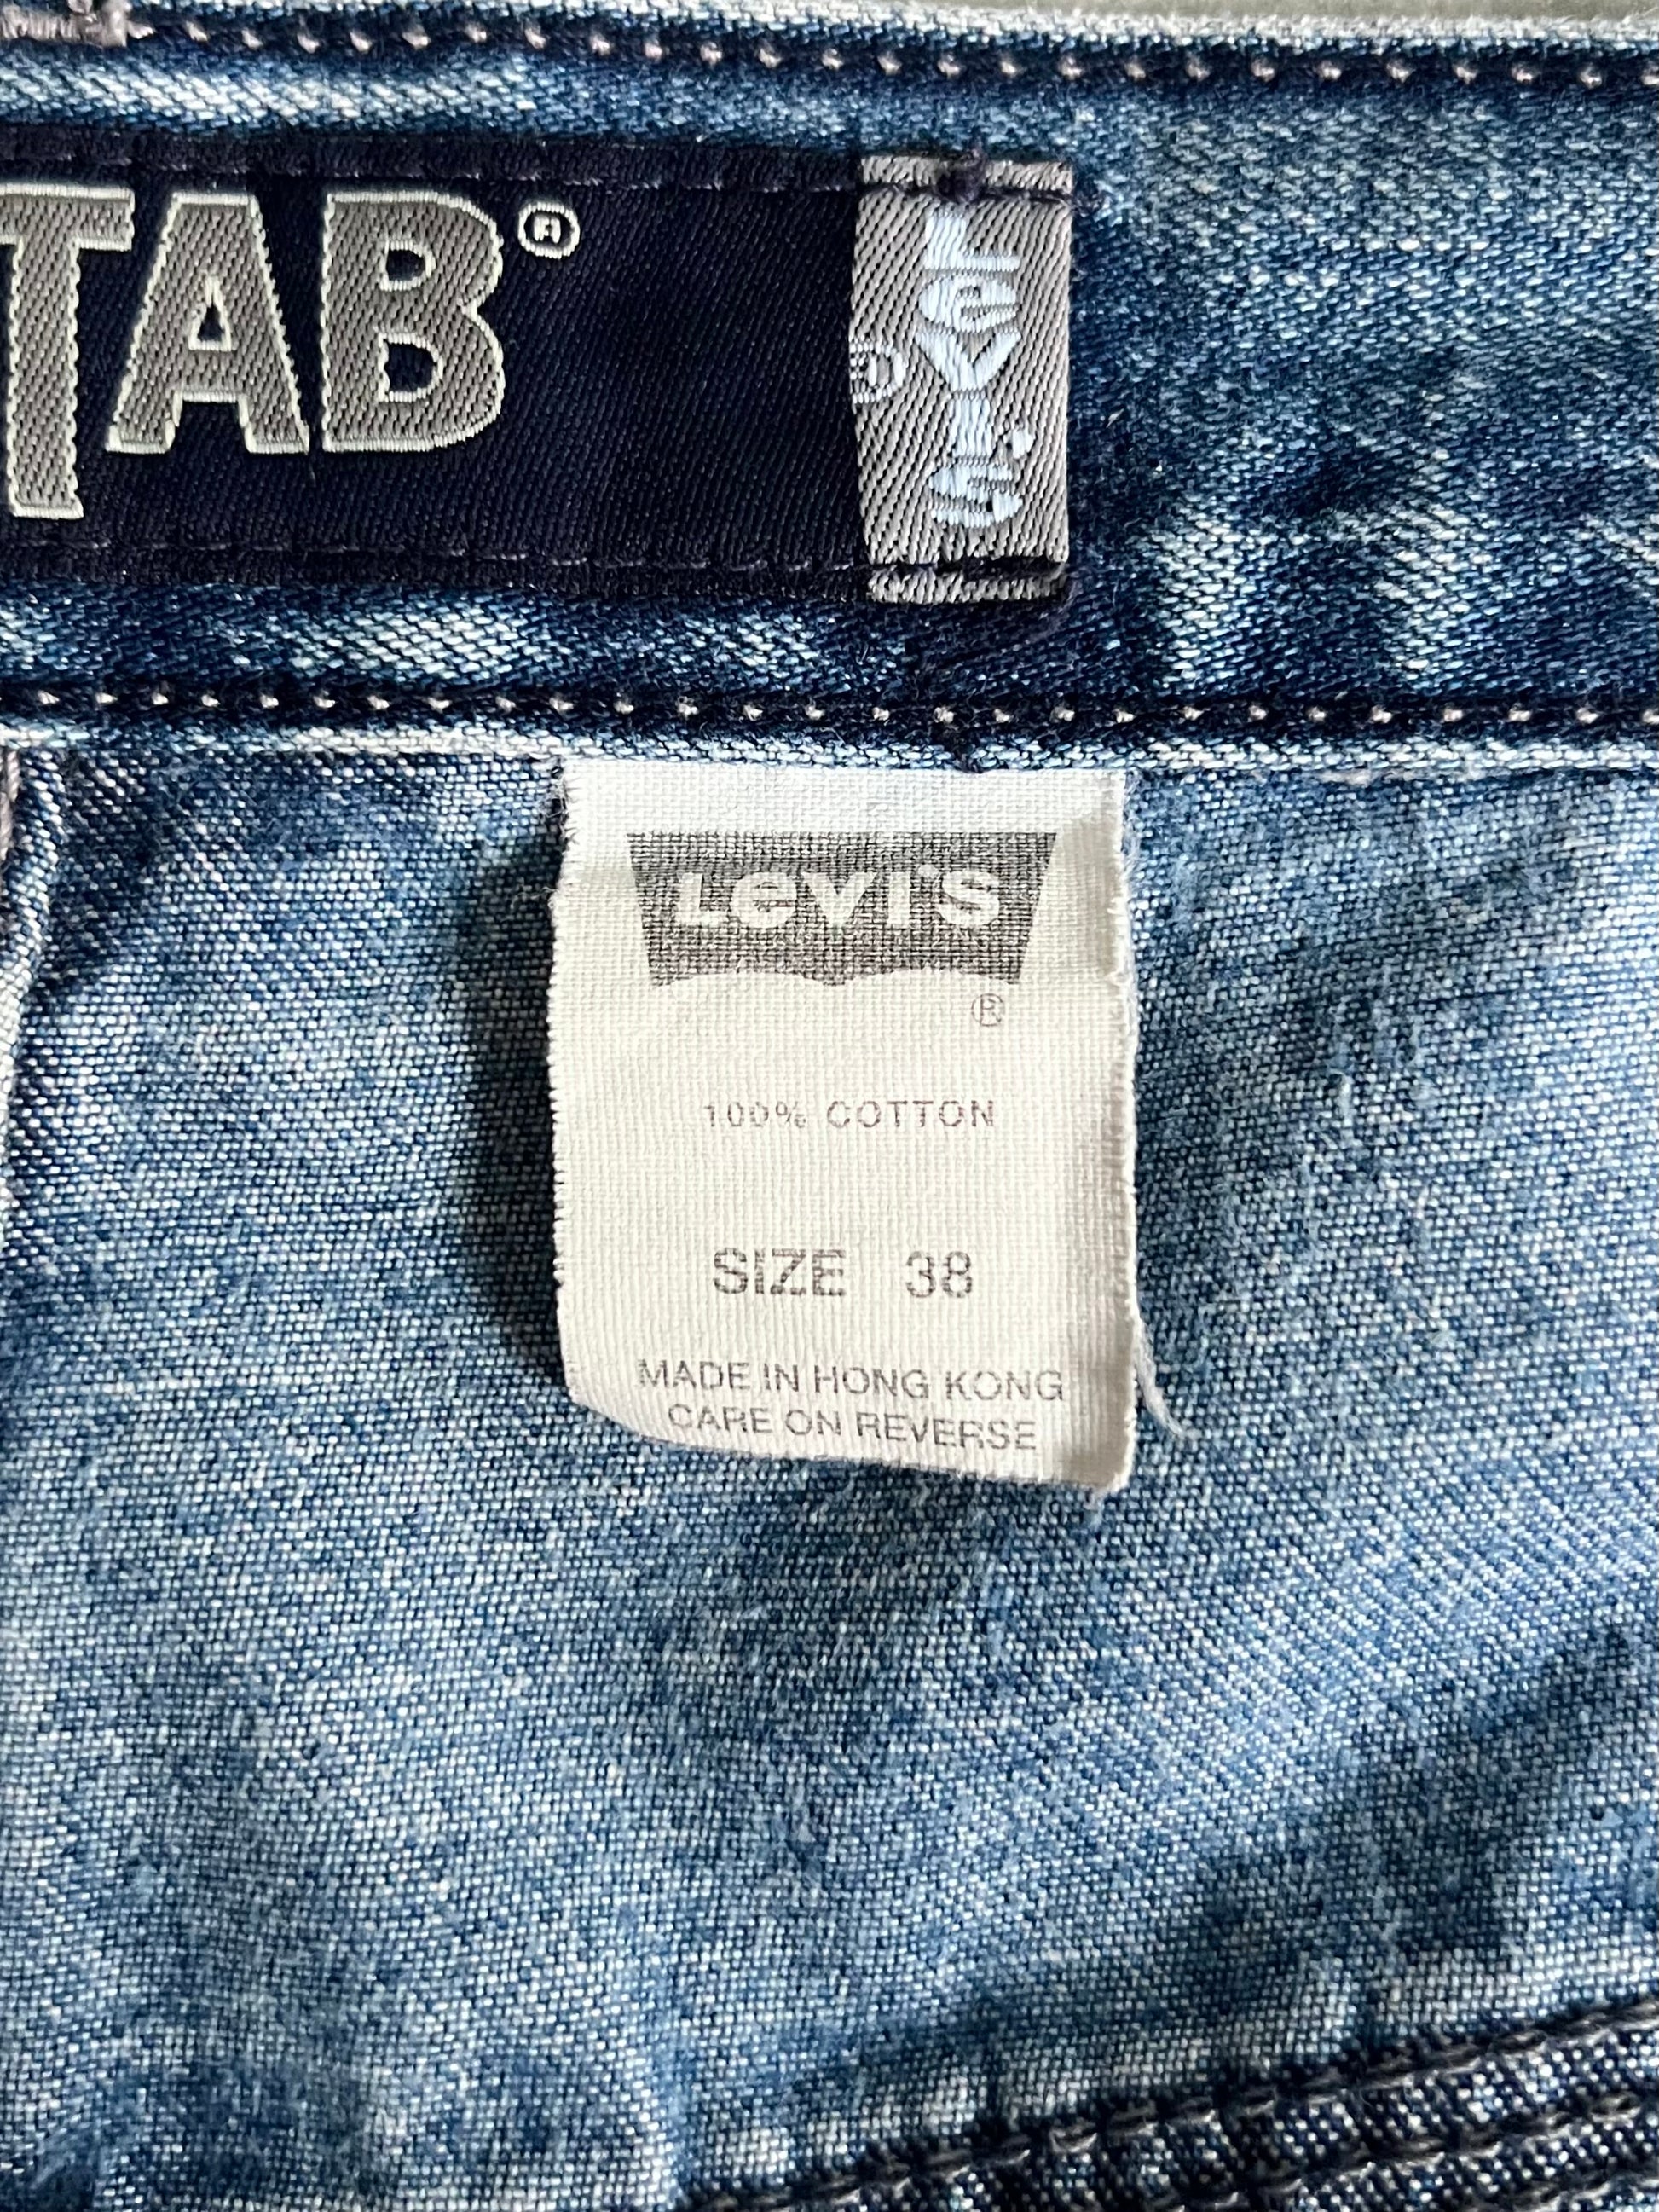 TAB®
LEVI'S
®
LEVI'S
®
100% COTTON
SIZE 38
MADE IN HONG KONG
CARE ON REVERSE